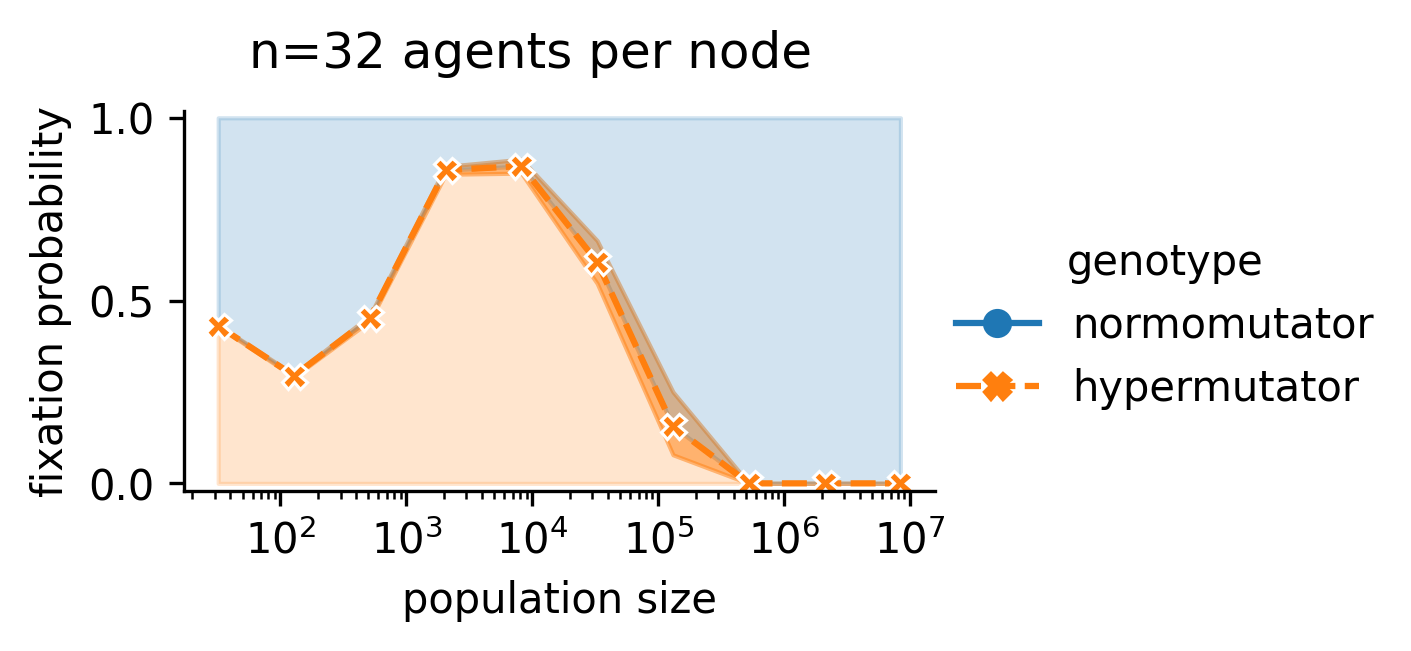 n=32 agents per node
fixation probability
1.0
0.5
0.0
10² 10³ 10⁴ 10⁵ 10⁶ 10⁷
population size
genotype
normomutator
hypermutator